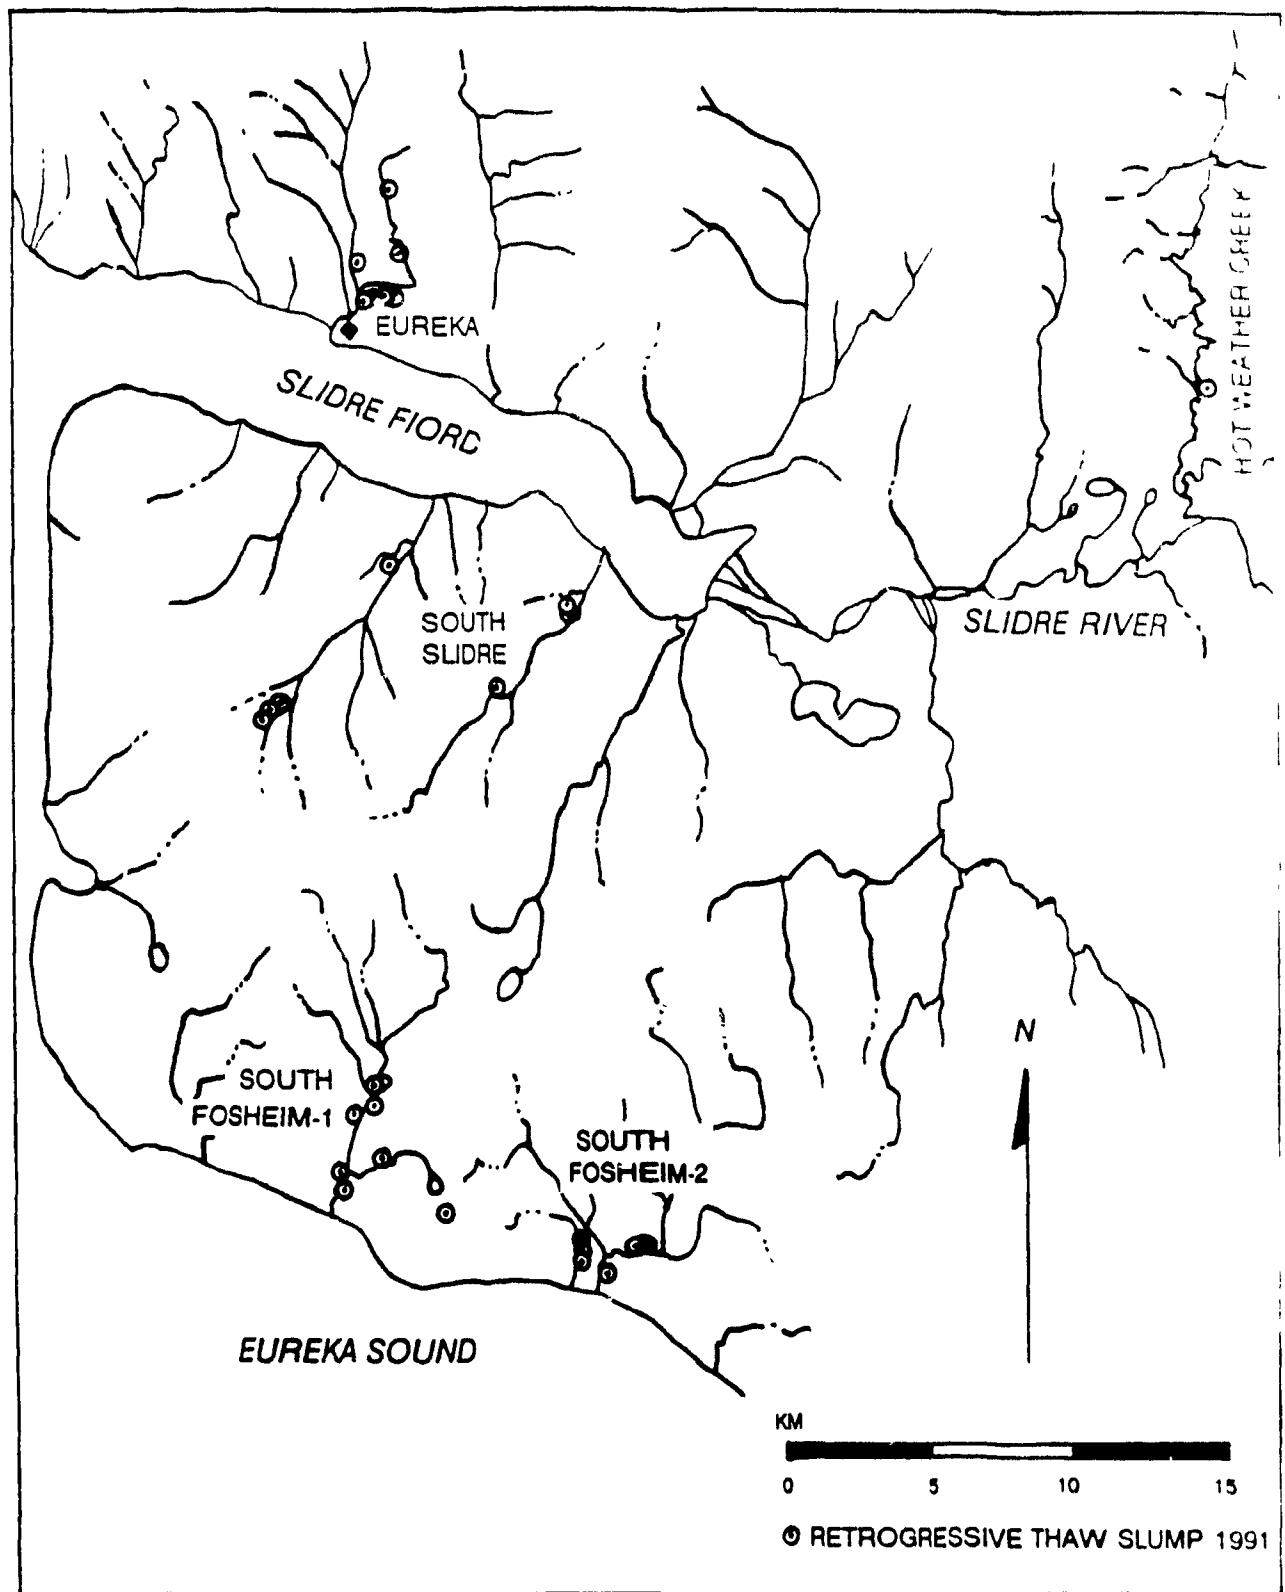 HOT WEATHER CREEK
EUREKA
SLIDRE FIORD
SOUTH
SLIDRE
SLIDRE RIVER
N
SOUTH
FOSHEIM-1
SOUTH
FOSHEIM-2
EUREKA SOUND
KM
0 5 10 15
RETROGRESSIVE THAW SLUMP 1991